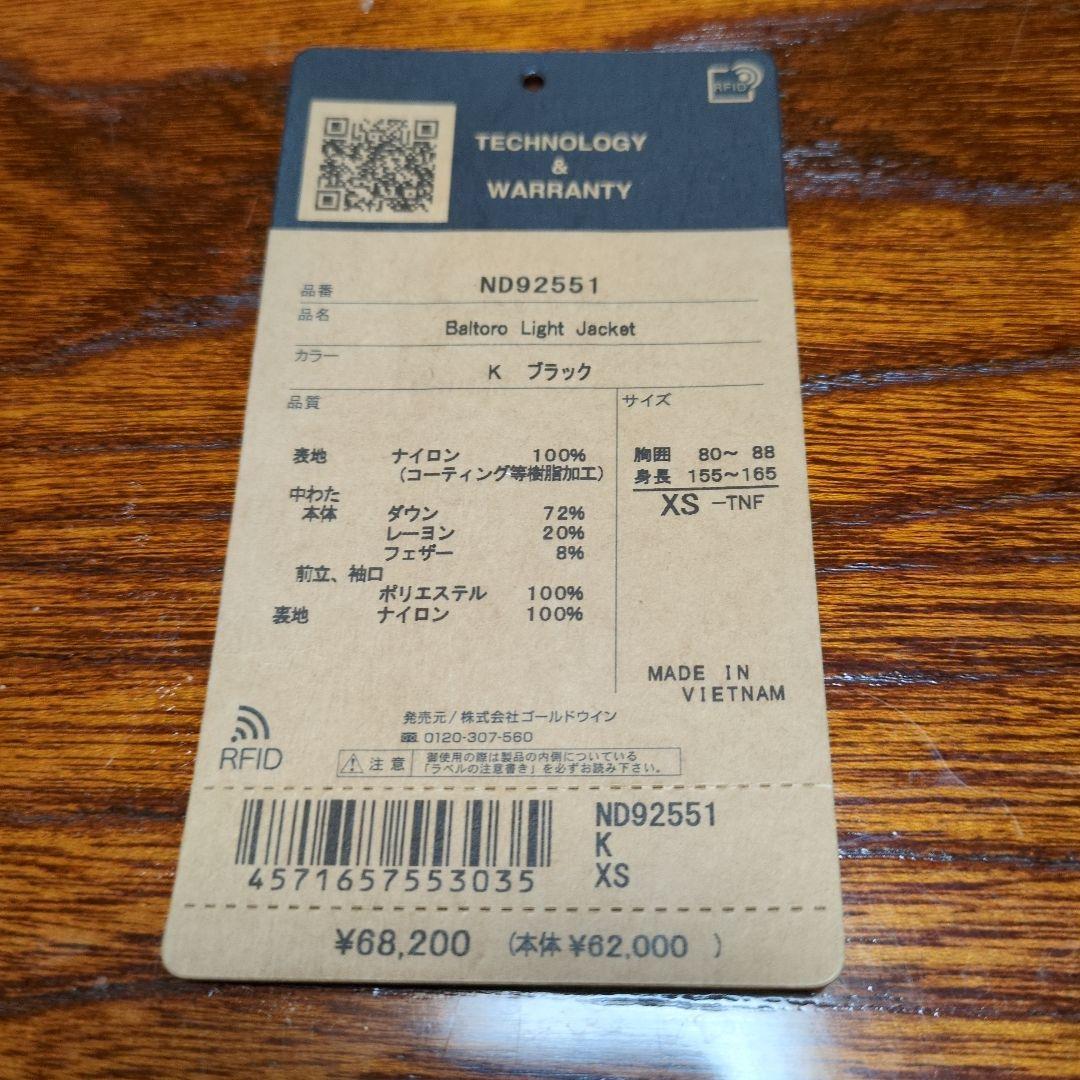 RFID
TECHNOLOGY
&
WARRANTY
品番 ND92551
品名 Baltoro Light Jacket
カラー K ブラック
品質
表地 ナイロン 100%
(コーティング等樹脂加工)
中わた
本体 ダウン 72%
レーヨン 20%
フェザー 8%
前立、袖口
ポリエステル 100%
裏地 ナイロン 100%
サイズ
胸囲 80~ 88
身長 155~165
XS -TNF
MADE IN
VIETNAM
発売元/株式会社ゴールドウイン
0120-307-560
RFID
注意 御使用の際は製品の内側についている
「ラベルの注意書き」を必ずお読み下さい。
4571657553035
ND92551
K
XS
¥68,200 (本体 ¥62,000 )